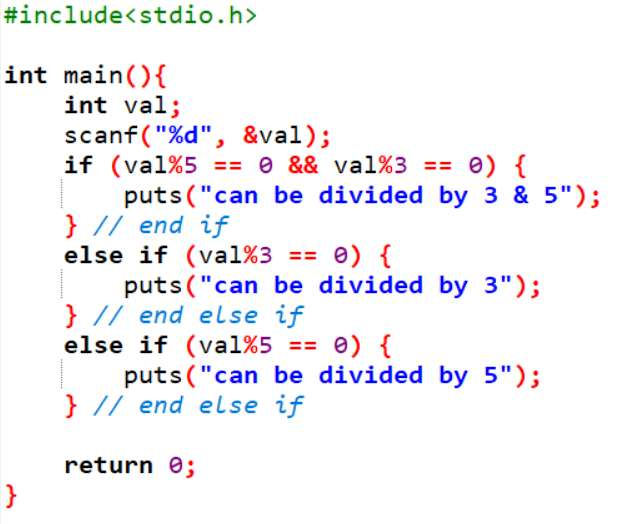 #include<stdio.h>
int main(){
int val;
scanf("%d", &val);
if (val%5 == 0 && val%3 == 0) {
puts("can be divided by 3 & 5");
} // end if
else if (val%3 == 0) {
puts("can be divided by 3");
} // end else if
else if (val%5 == 0) {
puts("can be divided by 5");
} // end else if
return 0;
}